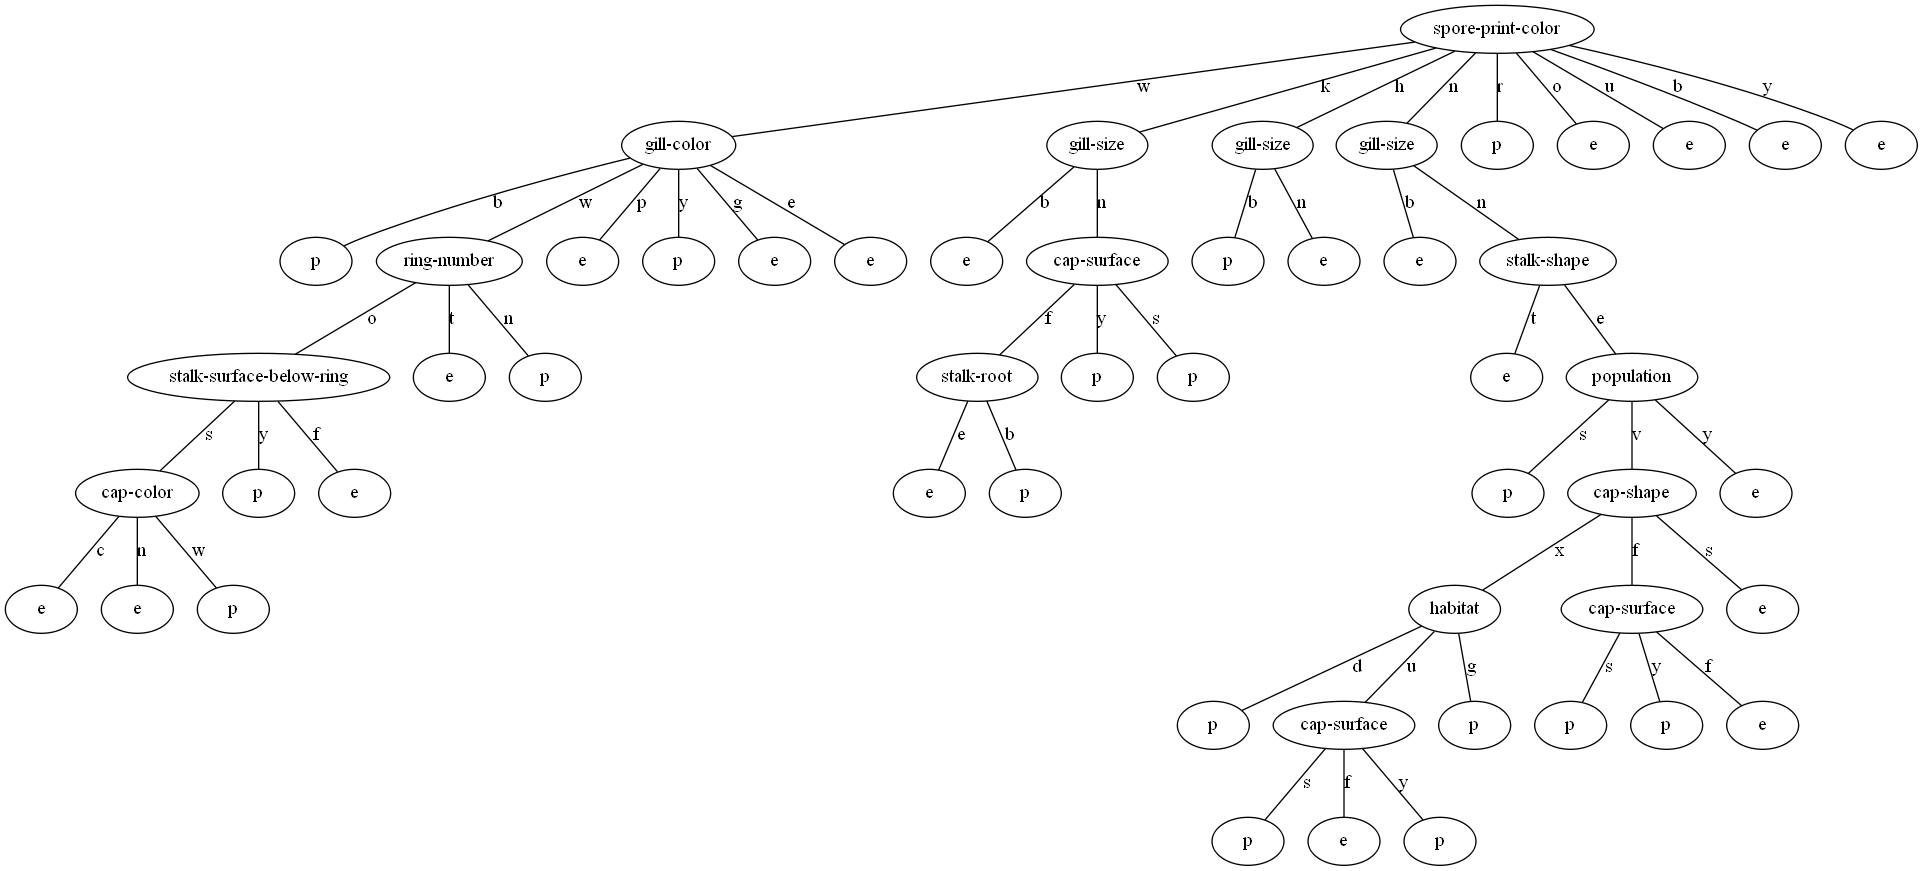 spore-print-color
w k h n r o u b y
gill-color gill-size gill-size gill-size p e e e e
b w p y g e b n b n b n
p ring-number e p e e e cap-surface p e e stalk-shape
o t n f y s t e
stalk-surface-below-ring e p stalk-root p p e population
s y f e b s v y
cap-color p e e p p cap-shape e
c n w x f s
e e p habitat cap-surface e
d u g s y f
p cap-surface p p p e
s f y
p e p